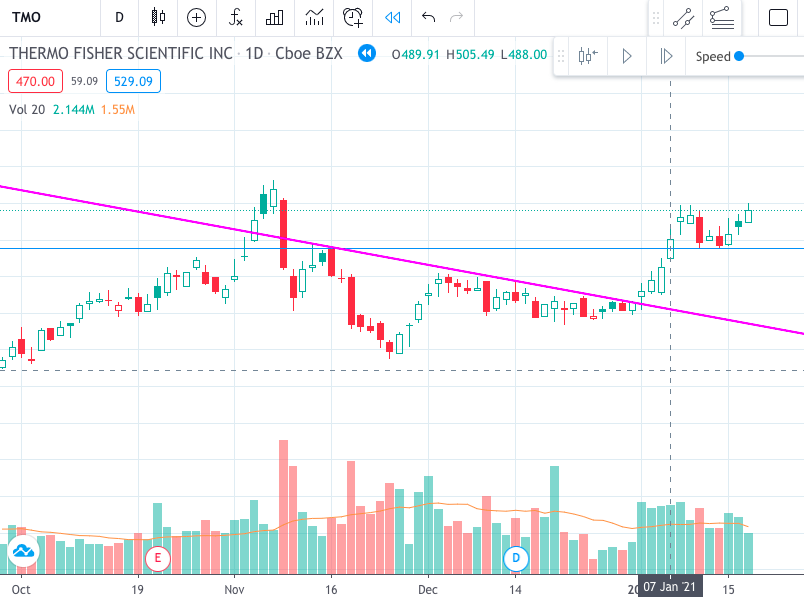 TMO D
Speed
THERMO FISHER SCIENTIFIC INC · 1D · Cboe BZX O489.91 H505.49 L488.00
470.00 59.09 529.09
Vol 20 2.144M 1.55M
E D
Oct 19 Nov 16 Dec 14 20 07 Jan '21 15